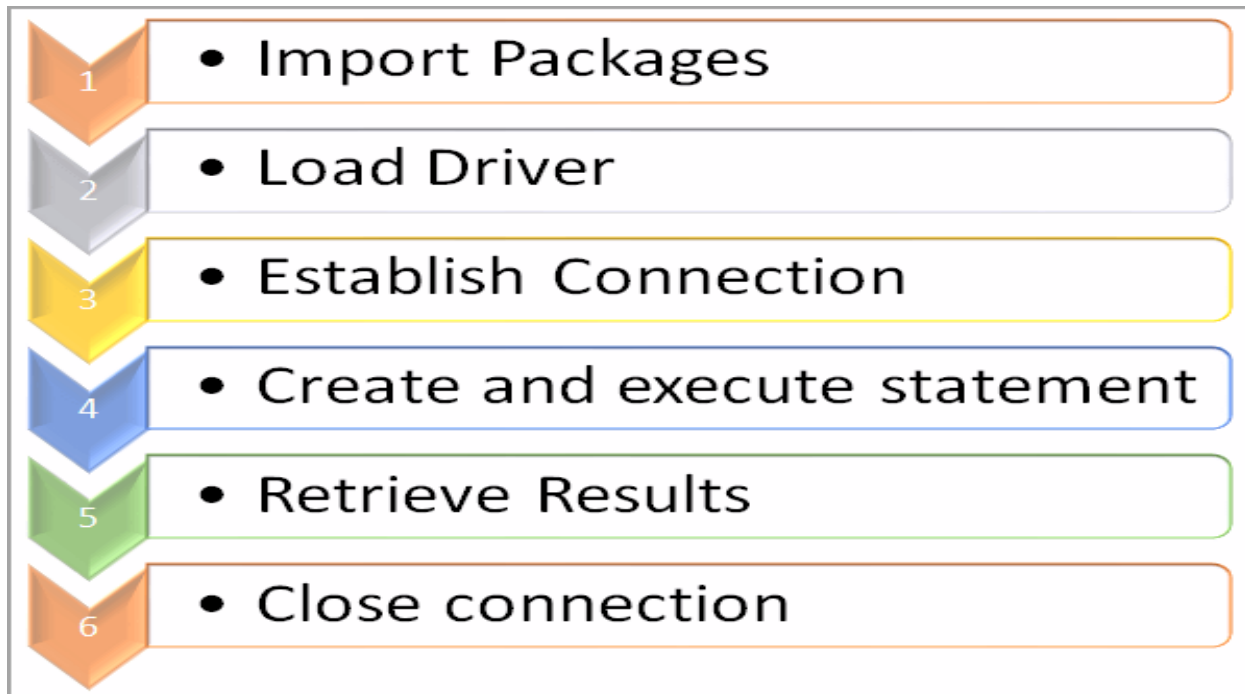 1 • Import Packages
2 • Load Driver
3 • Establish Connection
4 • Create and execute statement
5 • Retrieve Results
6 • Close connection